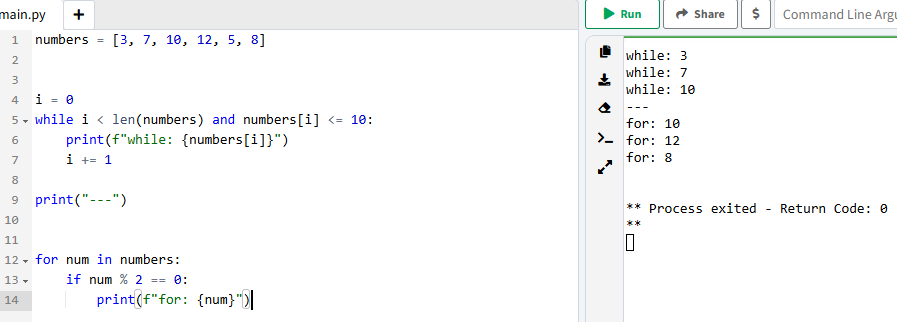 main.py +
Run Share $ Command Line Argu
1 numbers = [3, 7, 10, 12, 5, 8]
2
3
4 i = 0
5 while i < len(numbers) and numbers[i] <= 10:
6 print(f"while: {numbers[i]}")
7 i += 1
8
9 print("---")
10
11
12 for num in numbers:
13 if num % 2 == 0:
14 print(f"for: {num}")
while: 3
while: 7
while: 10
---
for: 10
for: 12
for: 8
** Process exited - Return Code: 0
**